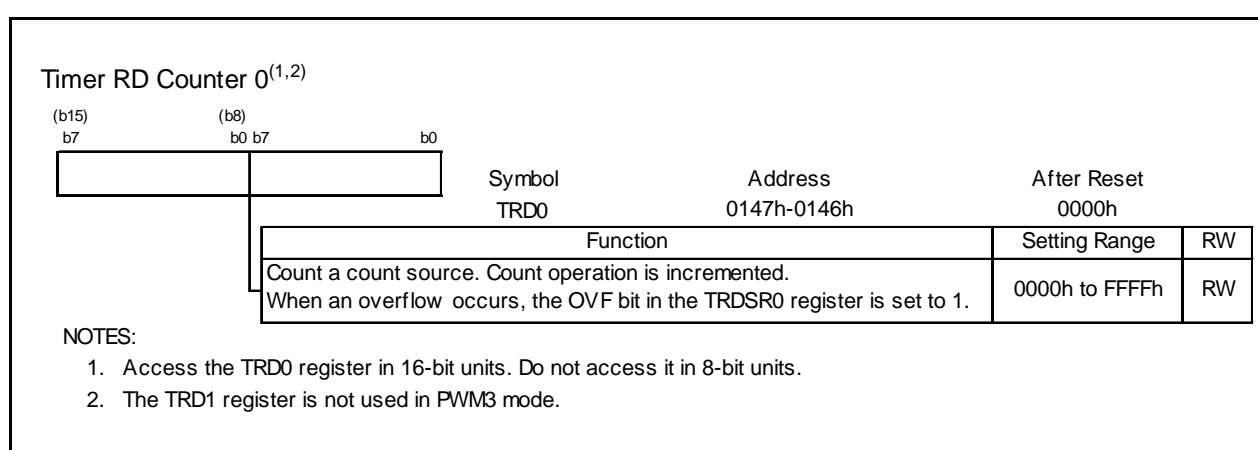 Timer RD Counter 0(1,2)
(b15) (b8)
b7 b0 b7 b0
Symbol Address After Reset
TRD0 0147h-0146h 0000h
Function Setting Range RW
Count a count source. Count operation is incremented.
When an overflow occurs, the OVF bit in the TRDSR0 register is set to 1.
0000h to FFFFh RW
NOTES:
1. Access the TRD0 register in 16-bit units. Do not access it in 8-bit units.
2. The TRD1 register is not used in PWM3 mode.